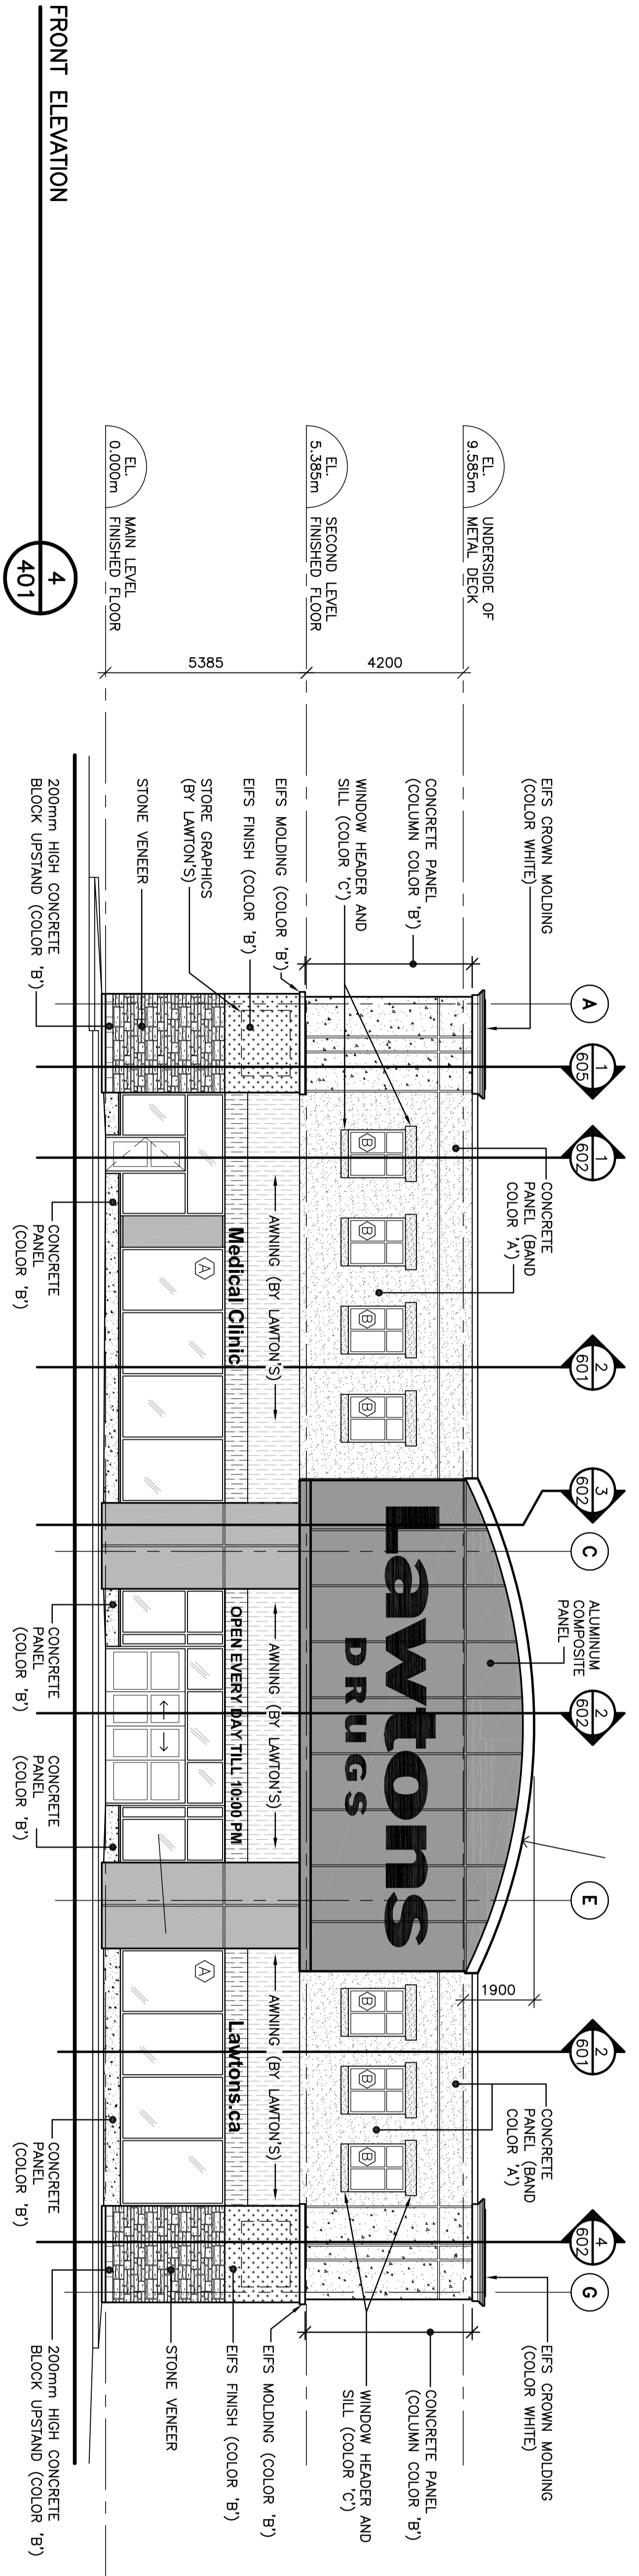 FRONT ELEVATION
4
401
EL.
9.585m
UNDERSIDE OF
METAL DECK
EL.
5.385m
SECOND LEVEL
FINISHED FLOOR
EL.
0.000m
MAIN LEVEL
FINISHED FLOOR
4200
5385
EIFS CROWN MOLDING
(COLOR WHITE)
CONCRETE PANEL
(COLUMN COLOR 'B')
WINDOW HEADER AND
SILL (COLOR 'C')
EIFS MOLDING (COLOR 'B')
EIFS FINISH (COLOR 'B')
STORE GRAPHICS
(BY LAWTON'S)
STONE VENEER
200mm HIGH CONCRETE
BLOCK UPSTAND (COLOR 'B')
A
1
605
1
602
2
601
3
602
C
2
602
E
2
601
4
602
G
CONCRETE
PANEL (BAND
COLOR 'A')
ALUMINUM
COMPOSITE
PANEL
1900
CONCRETE
PANEL (BAND
COLOR 'A')
B
B
B
B
Lawtons
DRUGS
B
B
B
AWNING (BY LAWTON'S)
AWNING (BY LAWTON'S)
AWNING (BY LAWTON'S)
Medical Clinic
OPEN EVERY DAY TILL 10:00 PM
Lawtons.ca
A
A
CONCRETE
PANEL
(COLOR 'B')
CONCRETE
PANEL
(COLOR 'B')
CONCRETE
PANEL
(COLOR 'B')
CONCRETE
PANEL
(COLOR 'B')
EIFS CROWN MOLDING
(COLOR WHITE)
CONCRETE PANEL
(COLUMN COLOR 'B')
WINDOW HEADER AND
SILL (COLOR 'C')
EIFS MOLDING (COLOR 'B')
EIFS FINISH (COLOR 'B')
STONE VENEER
200mm HIGH CONCRETE
BLOCK UPSTAND (COLOR 'B')